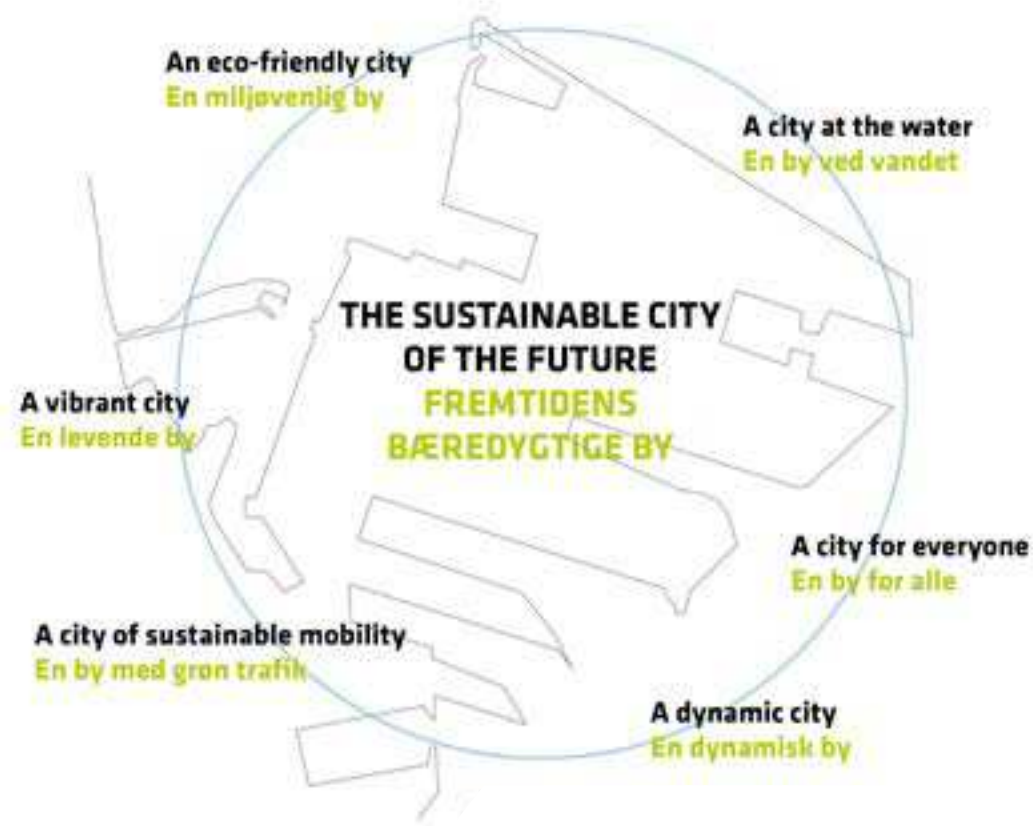 An eco-friendly city
En miljøvenlig by
A city at the water
En by ved vandet
THE SUSTAINABLE CITY
OF THE FUTURE
FREMTIDENS
BÆREDYGTIGE BY
A vibrant city
En levende by
A city for everyone
En by for alle
A city of sustainable mobility
En by med grøn trafik
A dynamic city
En dynamisk by